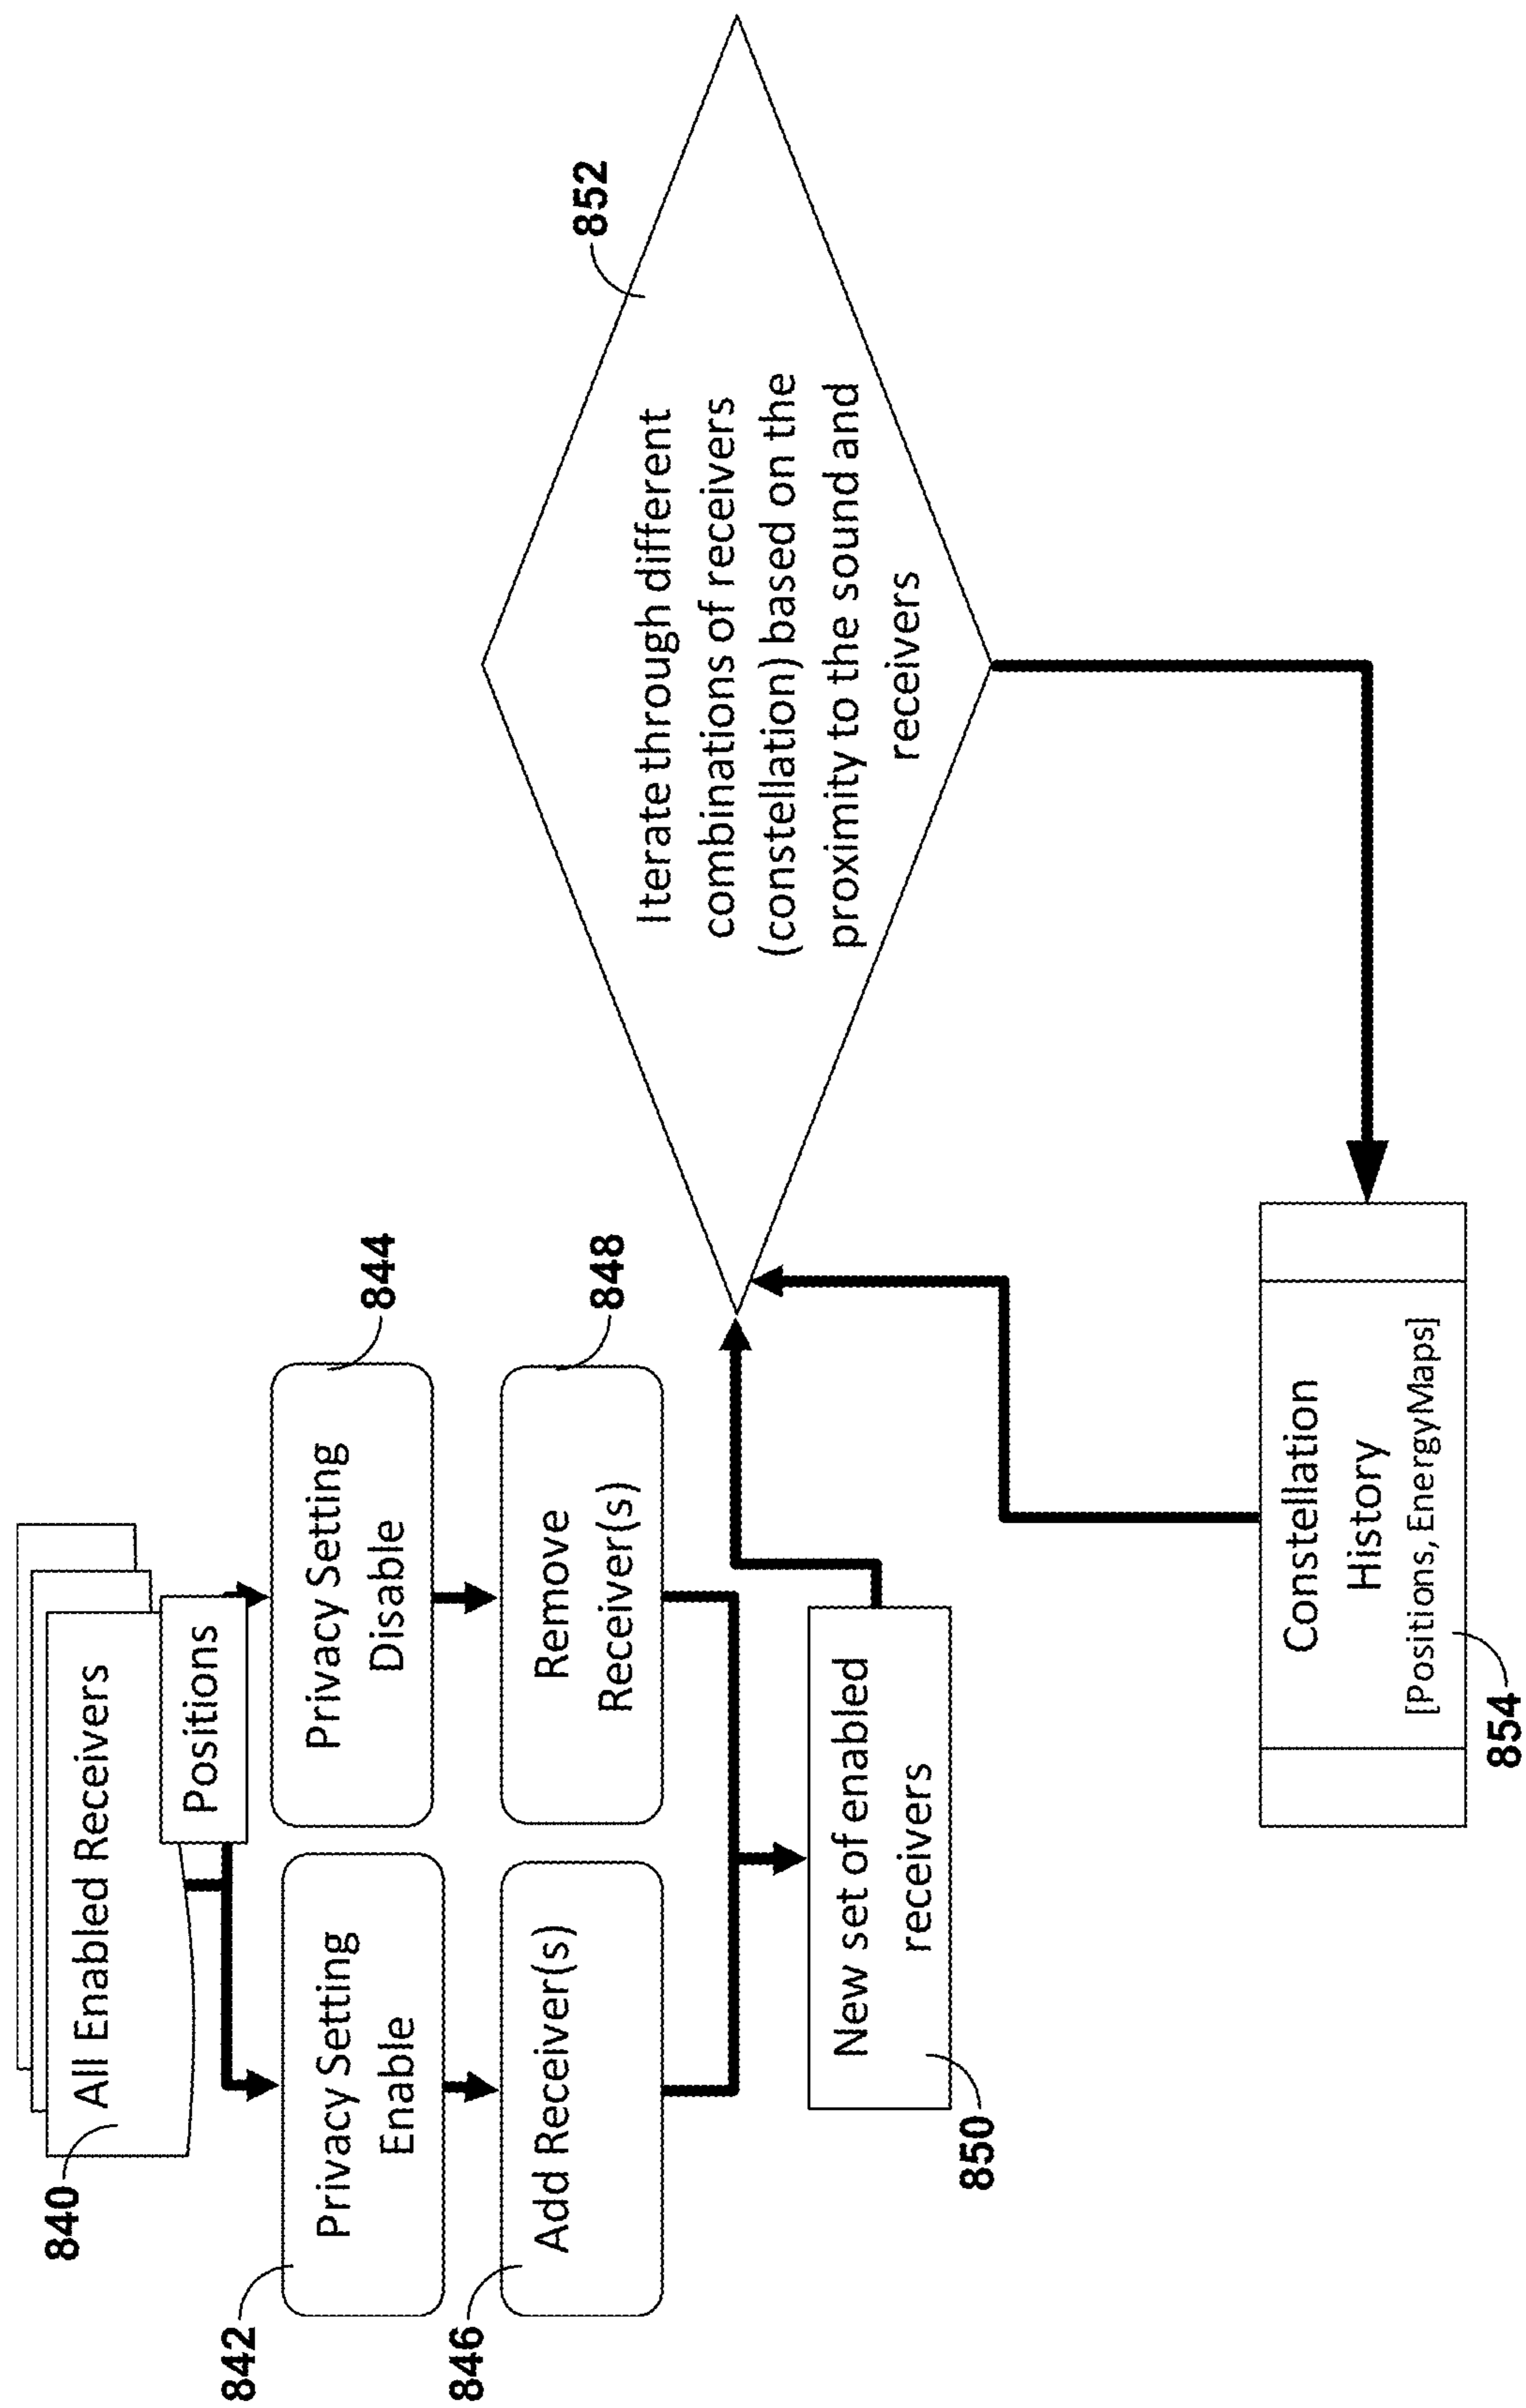 840
All Enabled Receivers
Positions
842
Privacy Setting
Enable
844
Privacy Setting
Disable
846
Add Receiver(s)
848
Remove
Receiver(s)
850
New set of enabled
receivers
852
Iterate through different
combinations of receivers
(constellation) based on the
proximity to the sound and
receivers
Constellation
History
[Positions, EnergyMaps]
854